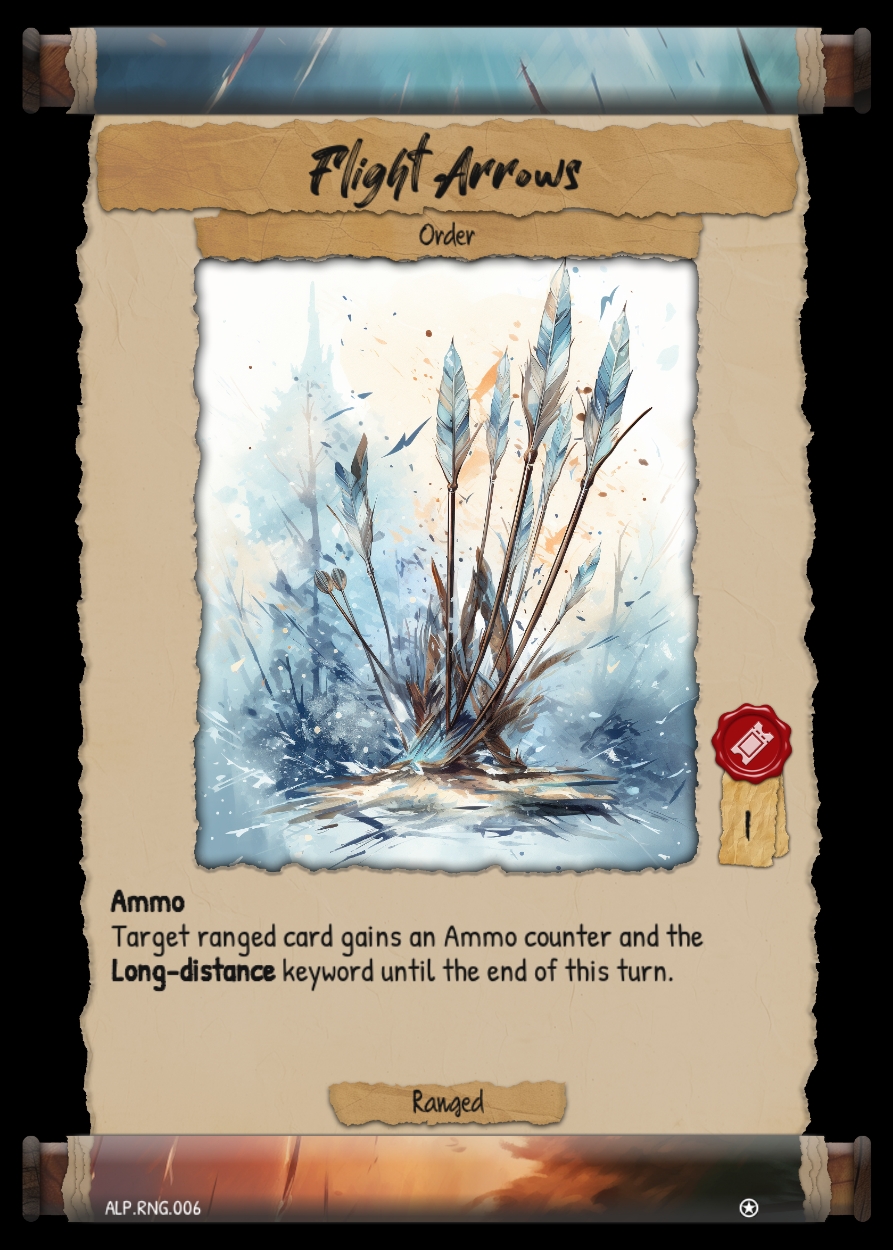 Flight Arrows
Order
1
Ammo
Target ranged card gains an Ammo counter and the
Long-distance keyword until the end of this turn.
Ranged
ALP.RNG.006